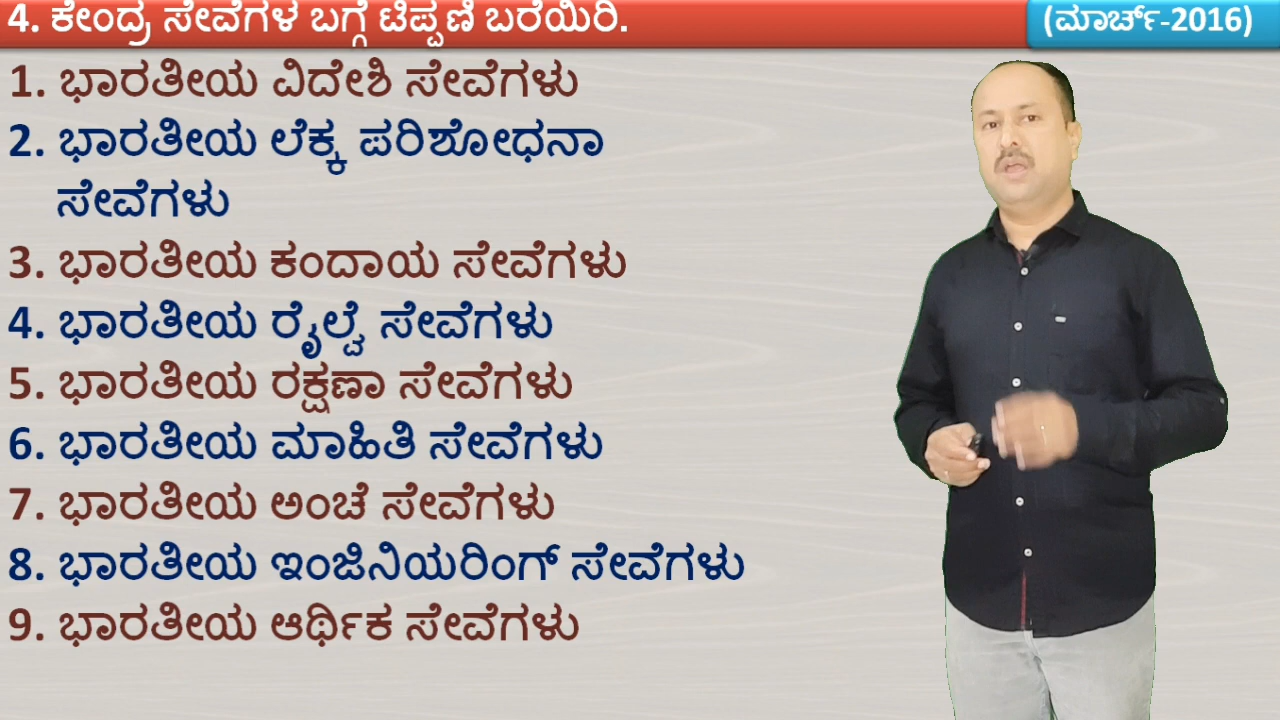 4. ಕೇಂದ್ರ ಸೇವೆಗಳ ಬಗ್ಗೆ ಟಿಪ್ಪಣಿ ಬರೆಯಿರಿ.
(ಮಾರ್ಚ್-2016)
1. ಭಾರತೀಯ ವಿದೇಶಿ ಸೇವೆಗಳು
2. ಭಾರತೀಯ ಲೆಕ್ಕ ಪರಿಶೋಧನಾ
ಸೇವೆಗಳು
3. ಭಾರತೀಯ ಕಂದಾಯ ಸೇವೆಗಳು
4. ಭಾರತೀಯ ರೈಲ್ವೆ ಸೇವೆಗಳು
5. ಭಾರತೀಯ ರಕ್ಷಣಾ ಸೇವೆಗಳು
6. ಭಾರತೀಯ ಮಾಹಿತಿ ಸೇವೆಗಳು
7. ಭಾರತೀಯ ಅಂಚೆ ಸೇವೆಗಳು
8. ಭಾರತೀಯ ಇಂಜಿನಿಯರಿಂಗ್ ಸೇವೆಗಳು
9. ಭಾರತೀಯ ಆರ್ಥಿಕ ಸೇವೆಗಳು